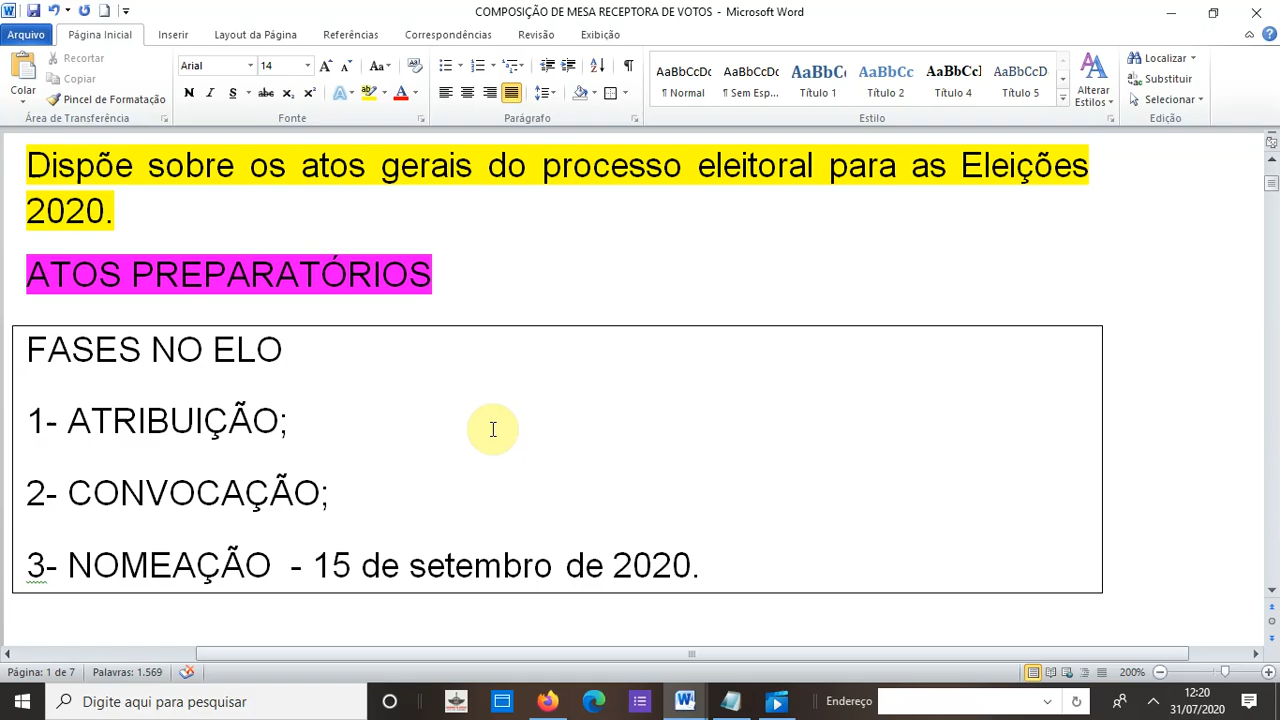 COMPOSIÇÃO DE MESA RECEPTORA DE VOTOS - Microsoft Word
Arquivo Página Inicial Inserir Layout da Página Referências Correspondências Revisão Exibição
Colar
Recortar
Copiar
Pincel de Formatação
Área de Transferência
Arial 14
Fonte
Parágrafo
AaBbCcDc AaBbCcDc AaBbCc AaBbCc AaBbCcI AaBbCcD
¶ Normal ¶ Sem Esp... Título 1 Título 2 Título 4 Título 5
Alterar Estilos
Estilo
Localizar
Substituir
Selecionar
Edição
Dispõe sobre os atos gerais do processo eleitoral para as Eleições
2020.
ATOS PREPARATÓRIOS
FASES NO ELO
1- ATRIBUIÇÃO;
2- CONVOCAÇÃO;
3- NOMEAÇÃO - 15 de setembro de 2020.
Página: 1 de 7 Palavras: 1.569 200%
Digite aqui para pesquisar Endereço 12:20
31/07/2020